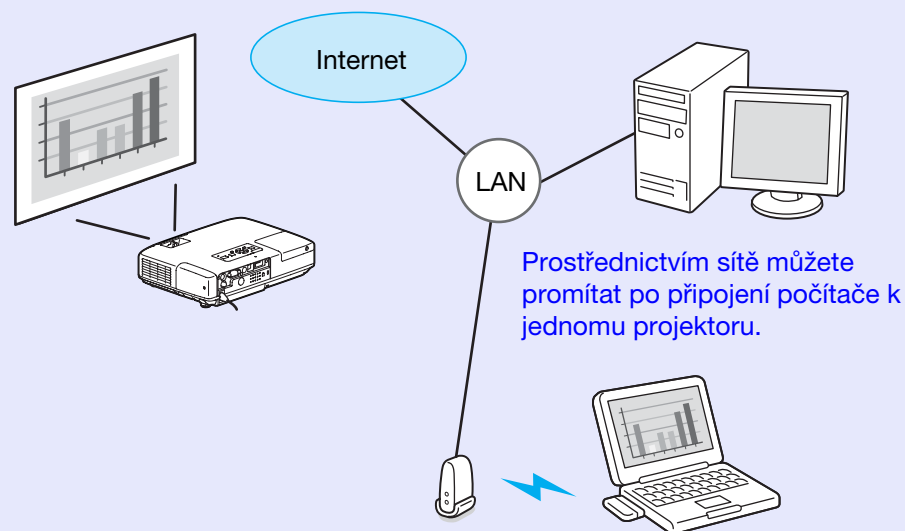 Internet
LAN
Prostřednictvím sítě můžete
promítat po připojení počítače k
jednomu projektoru.